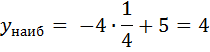 yнаиб = −4·1/4 + 5 = 4